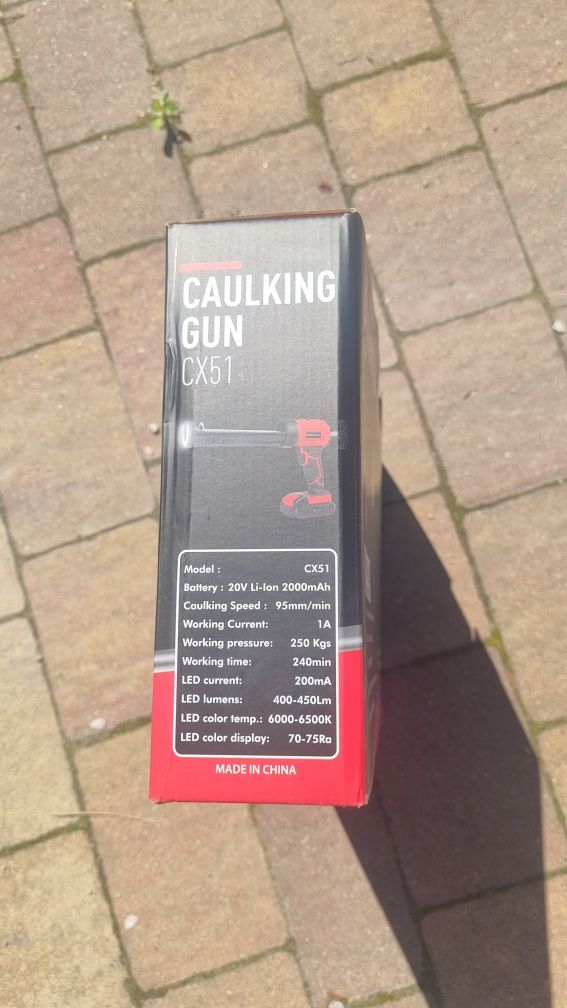 CAULKING
GUN
CX51
Model : CX51
Battery : 20V Li-Ion 2000mAh
Caulking Speed : 95mm/min
Working Current: 1A
Working pressure: 250 Kgs
Working time: 240min
LED current: 200mA
LED lumens: 400-450Lm
LED color temp.: 6000-6500K
LED color display: 70-75Ra
MADE IN CHINA